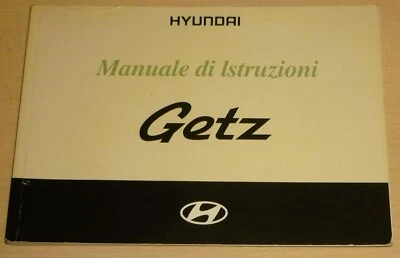 HYUNDAI
Manuale di Istruzioni
Getz